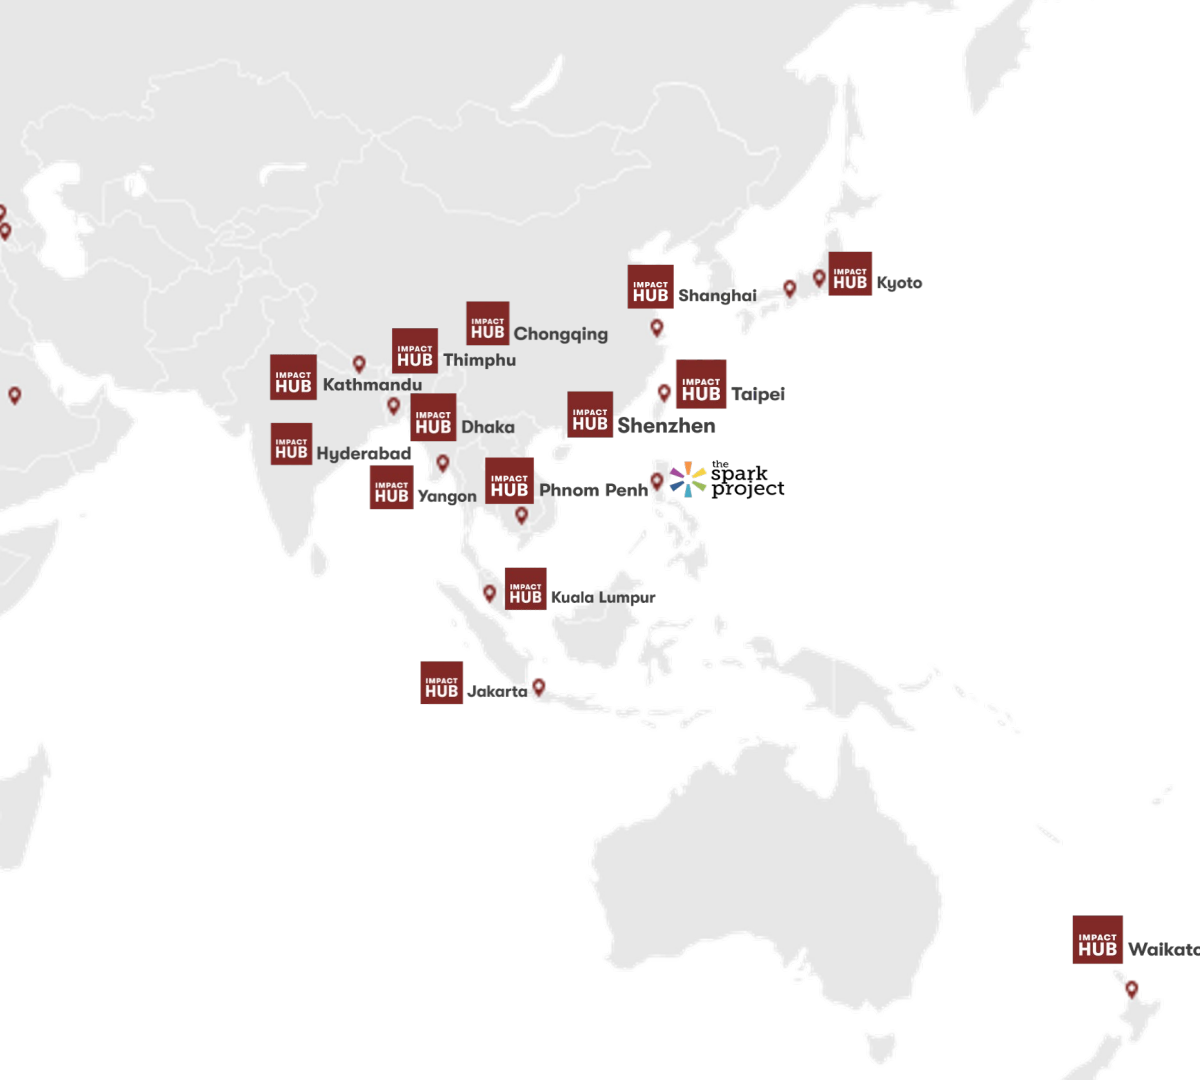 IMPACT
HUB
Kyoto
IMPACT
HUB
Shanghai
IMPACT
HUB
Chongqing
IMPACT
HUB
Thimphu
IMPACT
HUB
Kathmandu
IMPACT
HUB
Taipei
IMPACT
HUB
Shenzhen
IMPACT
HUB
Dhaka
IMPACT
HUB
Hyderabad
IMPACT
HUB
Yangon
IMPACT
HUB
Phnom Penh
the
spark
project
IMPACT
HUB
Kuala Lumpur
IMPACT
HUB
Jakarta
IMPACT
HUB
Waikato